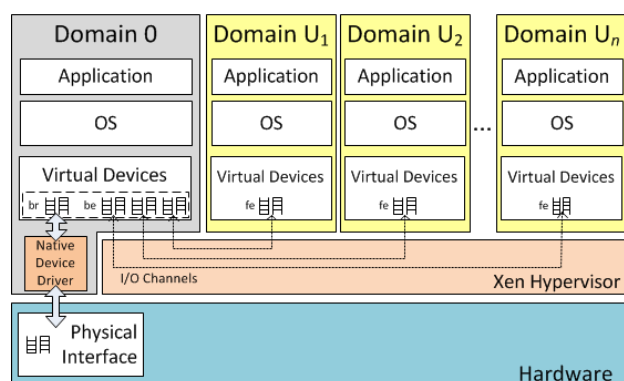 Domain 0
Domain U1
Domain U2
Domain Un
Application
Application
Application
Application
OS
OS
OS
...
OS
Virtual Devices
Virtual Devices
Virtual Devices
Virtual Devices
br
be
fe
fe
fe
Native
Device
Driver
I/O Channels
Xen Hypervisor
Physical
Interface
Hardware